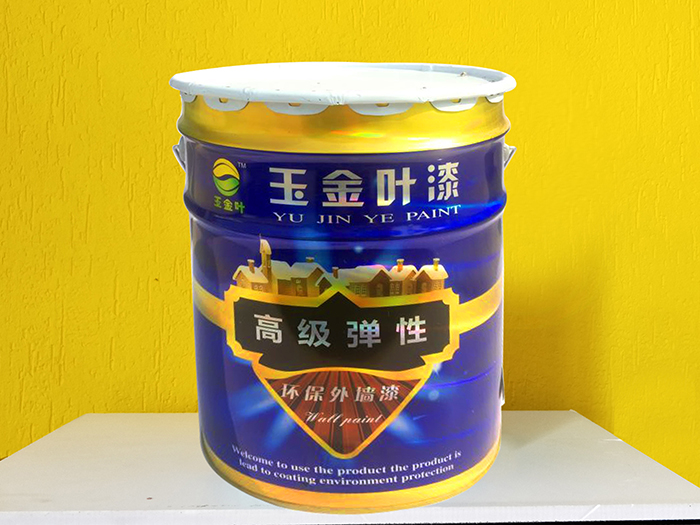 TM
玉金叶
玉金叶漆
YU JIN YE PAINT
高级弹性
环保外墙漆
Wall paint
Welcome to use the product the product is
lead to coating environment protection